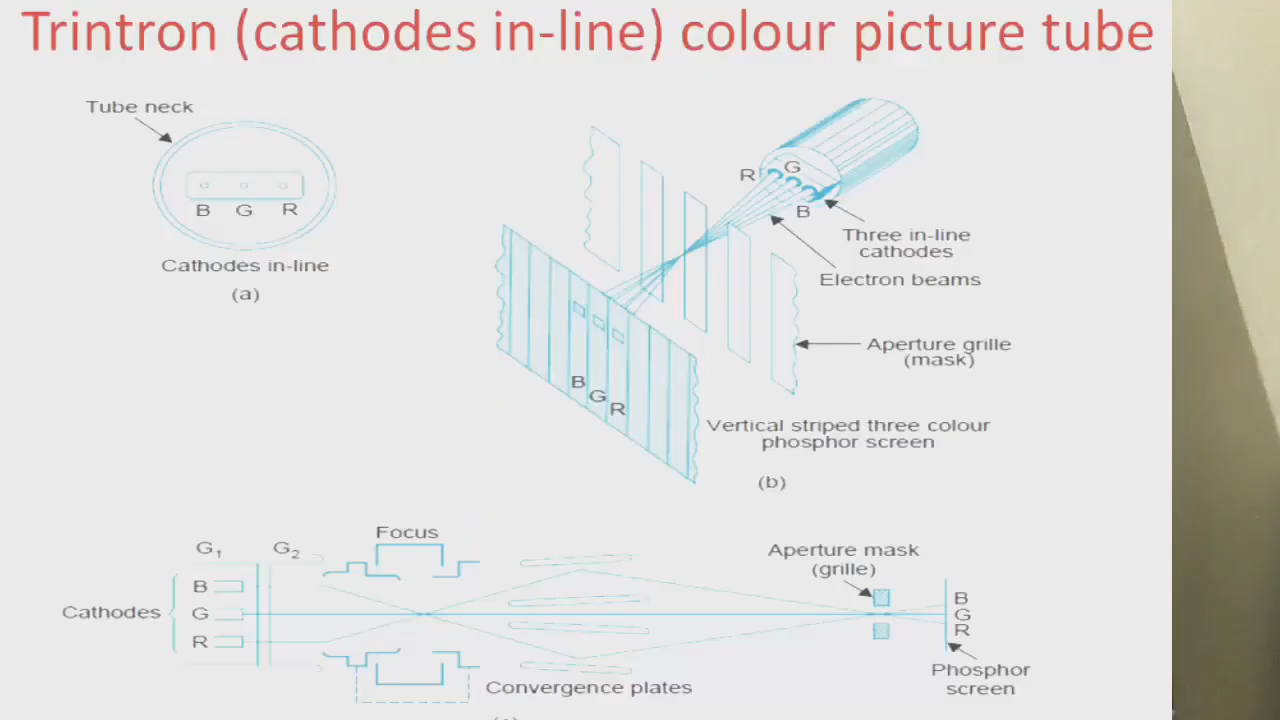 Trintron (cathodes in-line) colour picture tube
Tube neck
B G R
Cathodes in-line
(a)
R G B
Three in-line
cathodes
Electron beams
Aperture grille
(mask)
B
G
R
Vertical striped three colour
phosphor screen
(b)
Focus
G1 G2
Cathodes
B
G
R
Convergence plates
Aperture mask
(grille)
B
G
R
Phosphor
screen